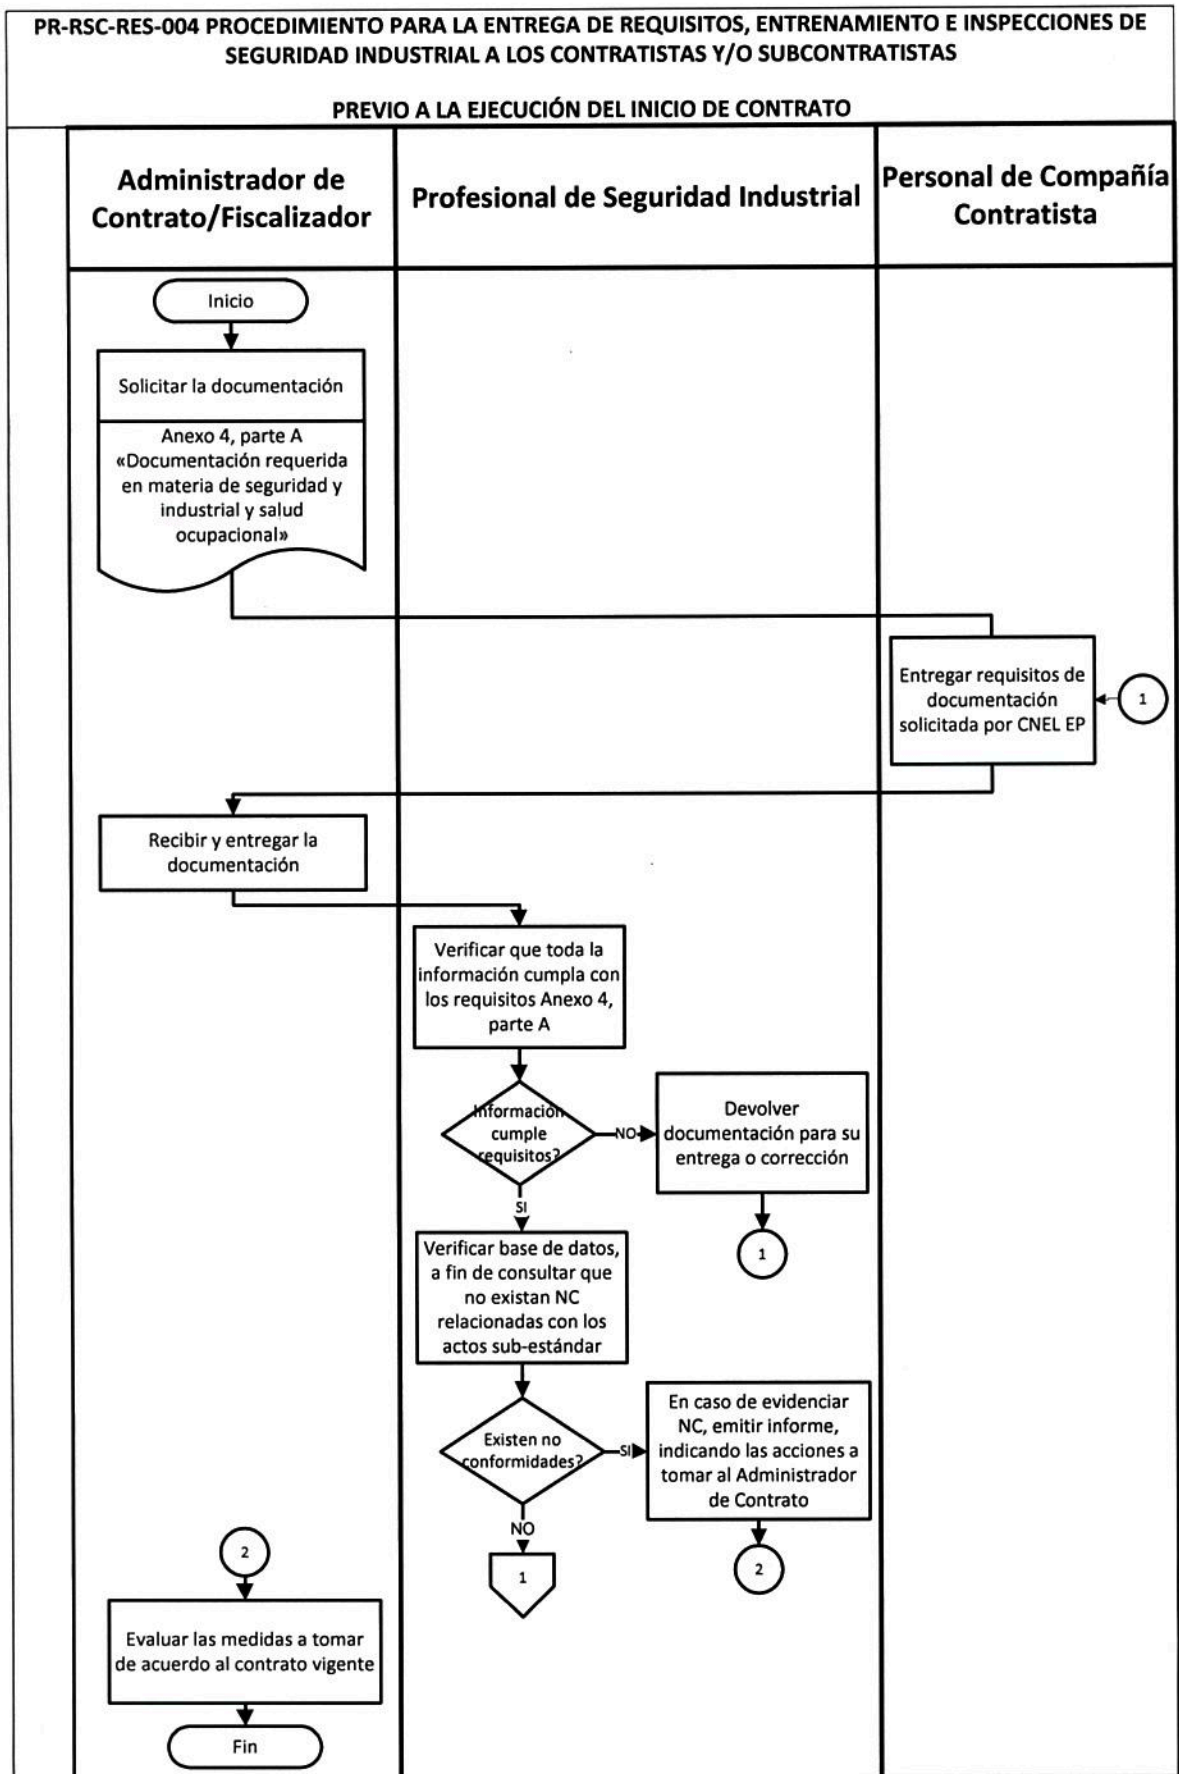 PR-RSC-RES-004 PROCEDIMIENTO PARA LA ENTREGA DE REQUISITOS, ENTRENAMIENTO E INSPECCIONES DE
SEGURIDAD INDUSTRIAL A LOS CONTRATISTAS Y/O SUBCONTRATISTAS
PREVIO A LA EJECUCIÓN DEL INICIO DE CONTRATO
Administrador de
Contrato/Fiscalizador
Profesional de Seguridad Industrial
Personal de Compañía
Contratista
Inicio
Solicitar la documentación
Anexo 4, parte A
«Documentación requerida
en materia de seguridad y
industrial y salud
ocupacional»
Entregar requisitos de
documentación
solicitada por CNEL EP
1
Recibir y entregar la
documentación
Verificar que toda la
información cumpla con
los requisitos Anexo 4,
parte A
Información
cumple
requisitos?
NO
Devolver
documentación para su
entrega o corrección
SI
1
Verificar base de datos,
a fin de consultar que
no existan NC
relacionadas con los
actos sub-estándar
Existen no
conformidades?
SI
En caso de evidenciar
NC, emitir informe,
indicando las acciones a
tomar al Administrador
de Contrato
NO
1
2
2
Evaluar las medidas a tomar
de acuerdo al contrato vigente
Fin